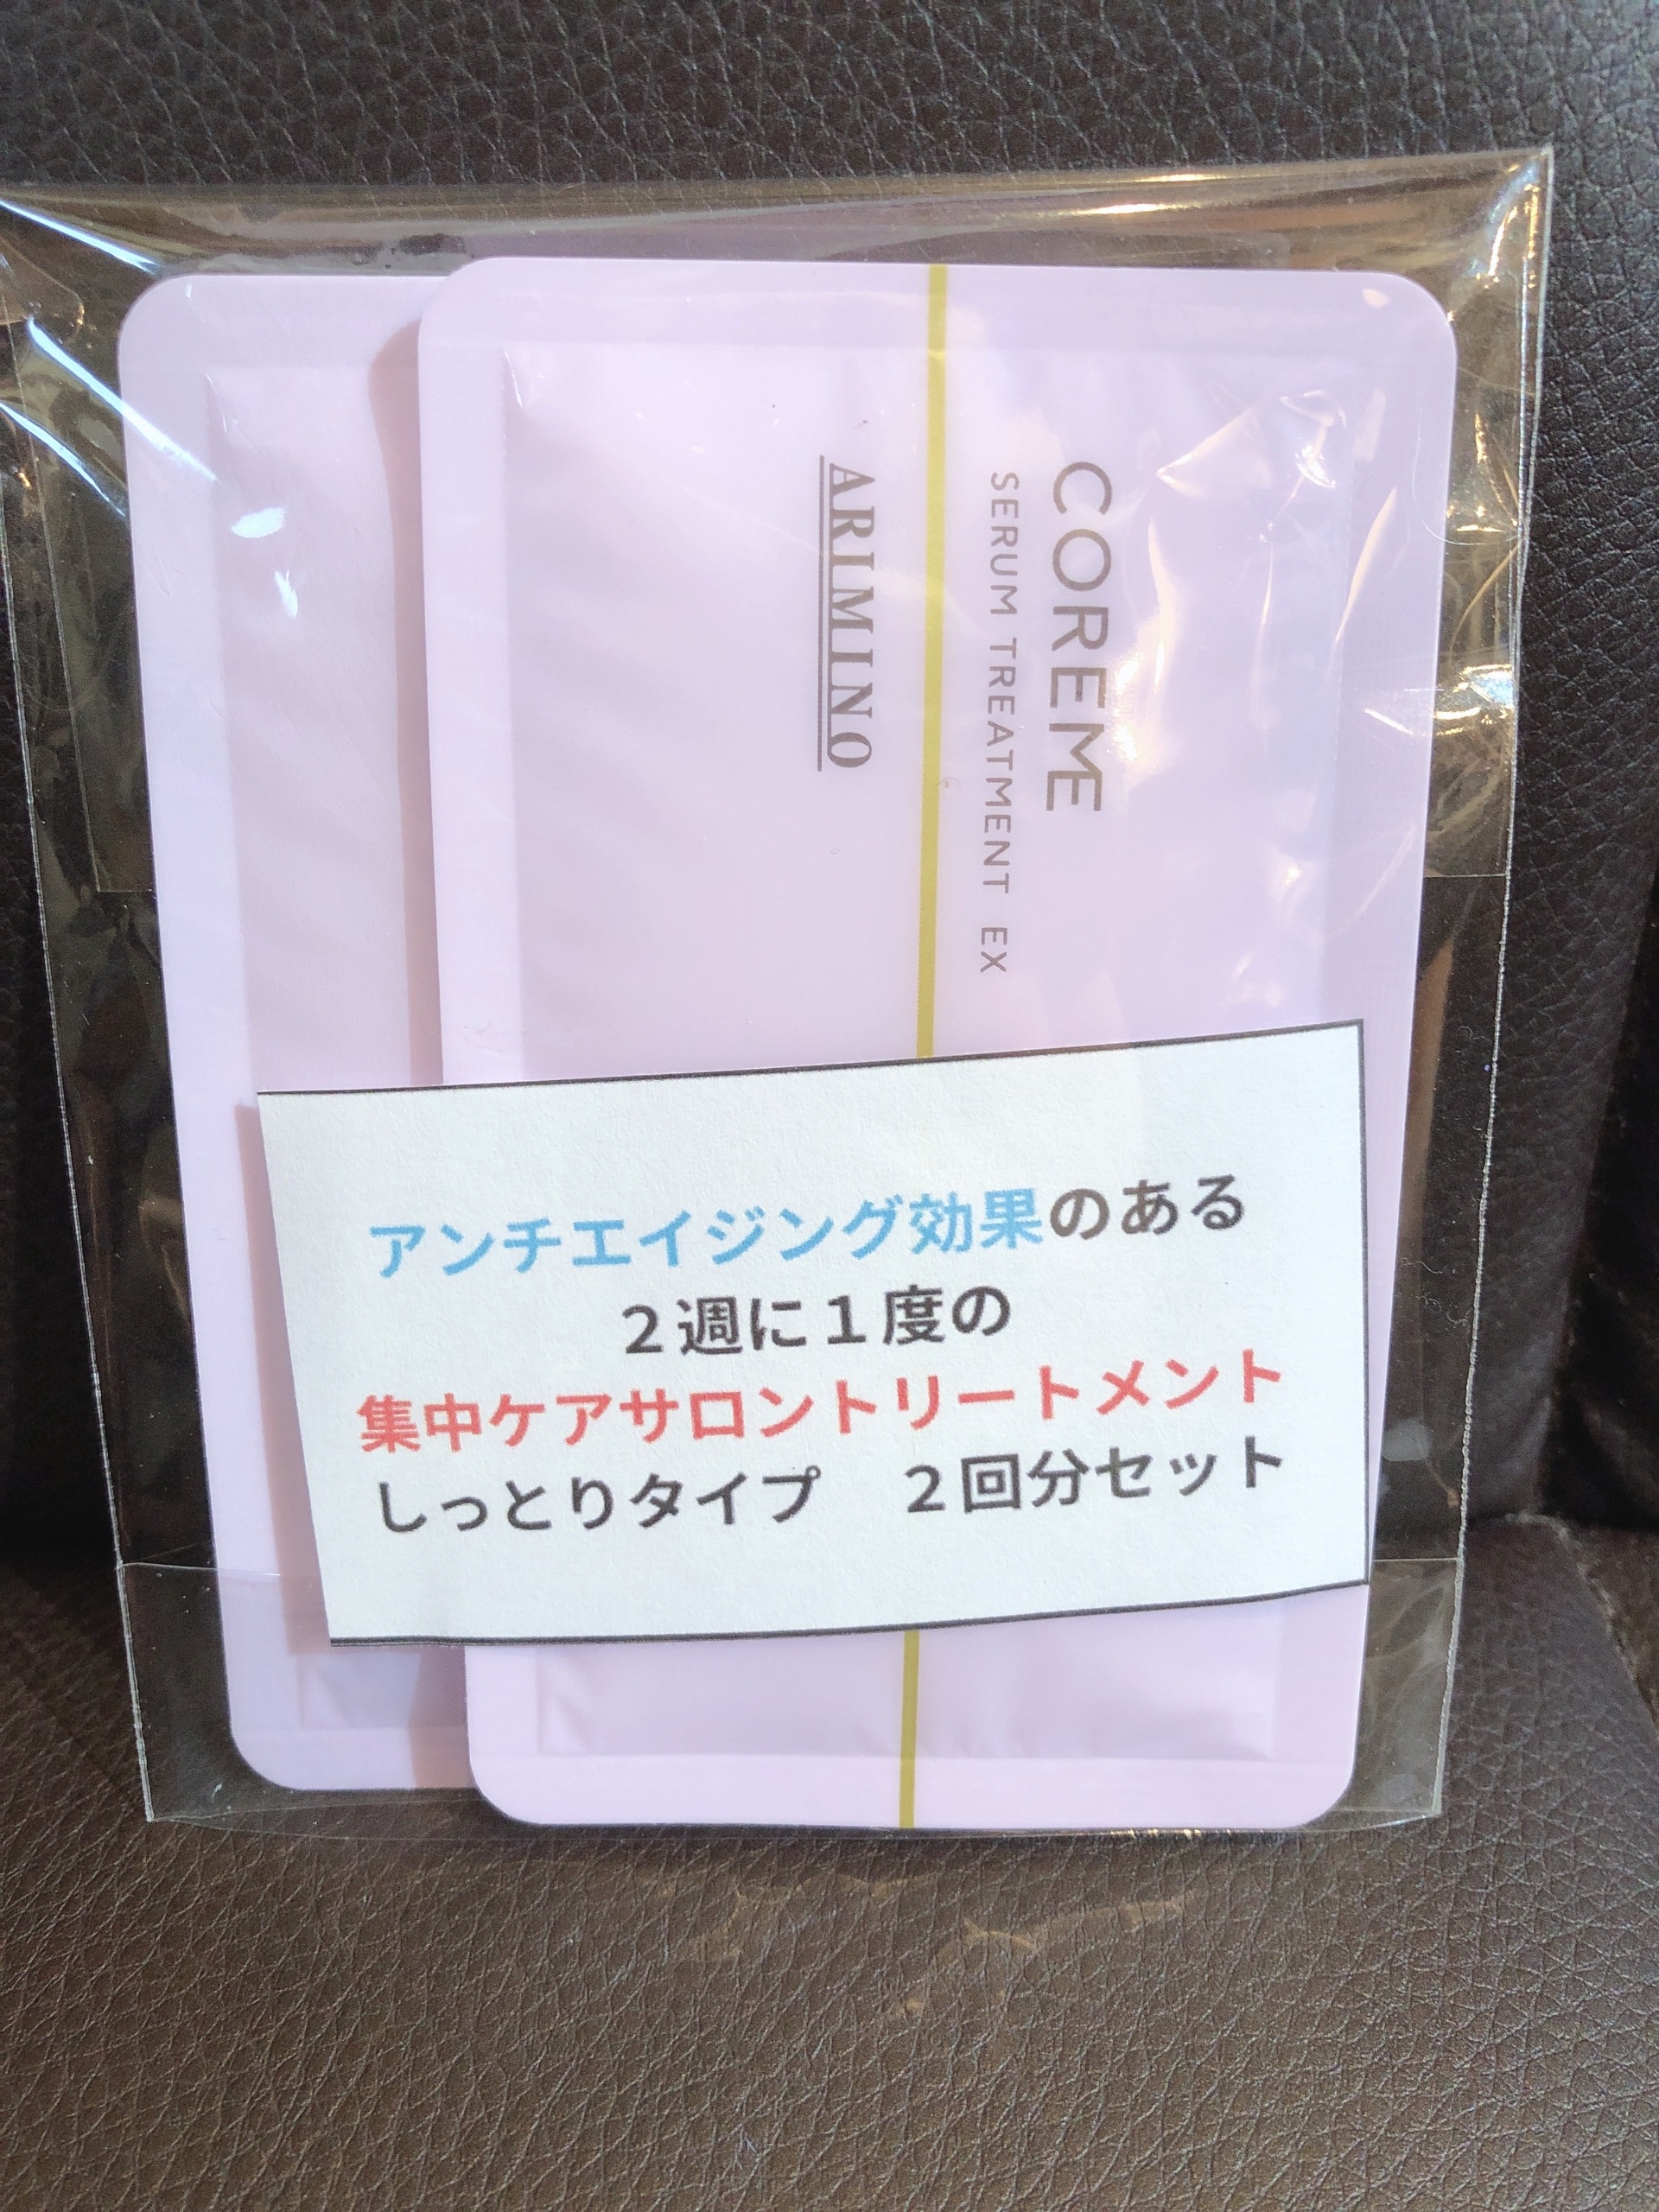 COREME
SERUM TREATMENT EX
ARIMINO
アンチエイジング効果のある
２週に１度の
集中ケアサロントリートメント
しっとりタイプ　２回分セット